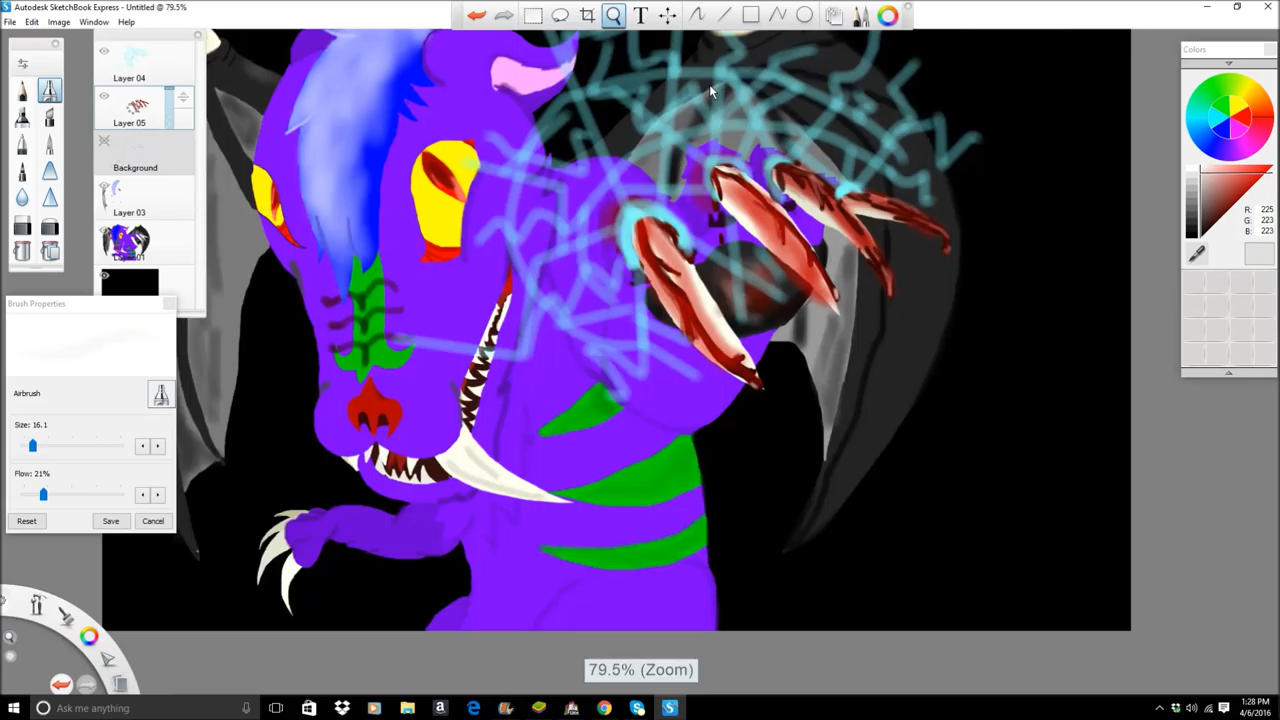 Autodesk SketchBook Express - Untitled @ 79.5%
File Edit Image Window Help
Layer 04
Layer 05
Background
Layer 03
Brush Properties
Airbrush
Size: 16.1
Flow: 21%
Reset Save Cancel
Colors
R: 225
G: 223
B: 223
79.5% (Zoom)
Ask me anything
1:28 PM
4/6/2016